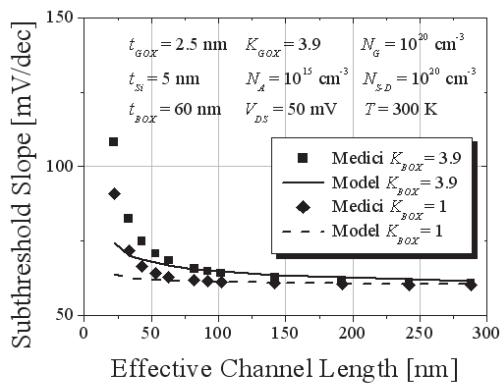 150
t_GOX = 2.5 nm K_GOX = 3.9 N_G = 10^20 cm^-3
t_Si = 5 nm N_A = 10^15 cm^-3 N_S-D = 10^20 cm^-3
t_BOX = 60 nm V_DS = 50 mV T = 300 K
Medici K_BOX = 3.9
Model K_BOX = 3.9
Medici K_BOX = 1
Model K_BOX = 1
100
50
Subthreshold Slope [mV/dec]
0 50 100 150 200 250 300
Effective Channel Length [nm]